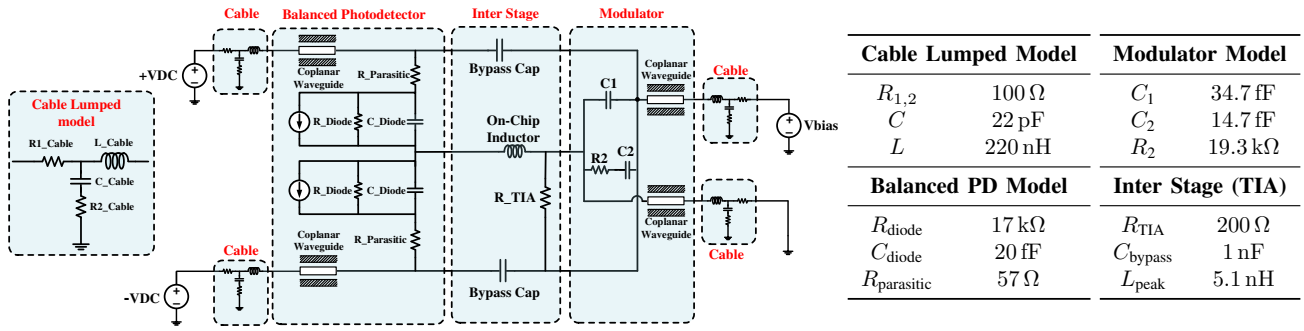 Cable
Balanced Photodetector
Inter Stage
Modulator
+VDC
Coplanar
Waveguide
R_Parasitic
Bypass Cap
R_Diode
C_Diode
On-Chip
Inductor
C1
R2
C2
Coplanar
Waveguide
Cable
Vbias
Cable Lumped
model
R1_Cable
L_Cable
C_Cable
R2_Cable
R_Diode
C_Diode
R_TIA
Coplanar
Waveguide
Cable
Cable
Coplanar
Waveguide
R_Parasitic
Bypass Cap
-VDC
Cable Lumped Model Modulator Model
R1,2 100 Ω C1 34.7 fF
C 22 pF C2 14.7 fF
L 220 nH R2 19.3 kΩ
Balanced PD Model Inter Stage (TIA)
Rdiode 17 kΩ RTIA 200 Ω
Cdiode 20 fF Cbypass 1 nF
Rparasitic 57 Ω Lpeak 5.1 nH